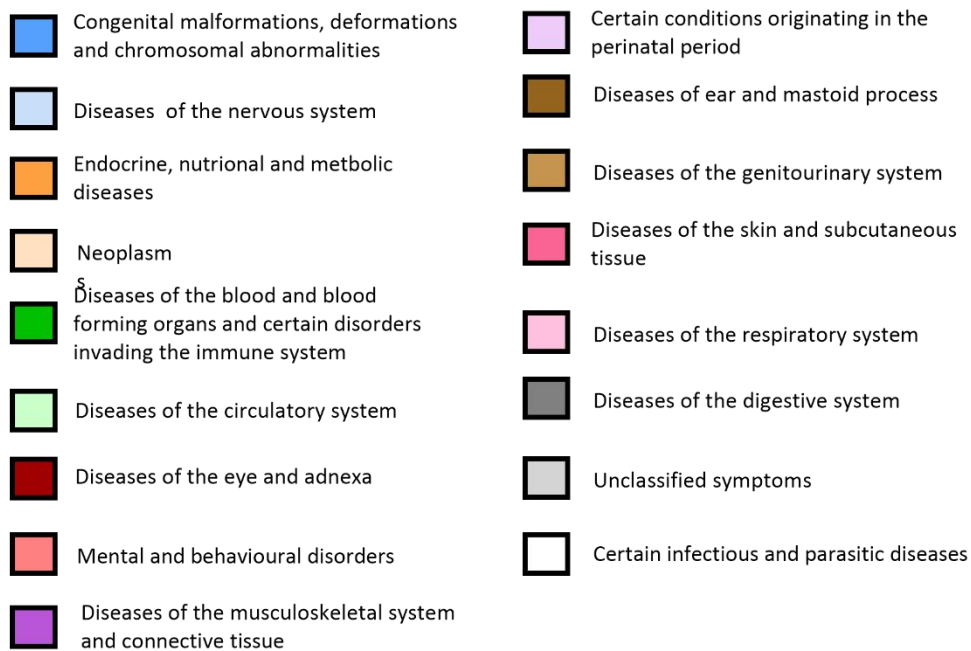 Congenital malformations, deformations
and chromosomal abnormalities
Diseases of the nervous system
Endocrine, nutrional and metbolic
diseases
Neoplasm
s
Diseases of the blood and blood
forming organs and certain disorders
invading the immune system
Diseases of the circulatory system
Diseases of the eye and adnexa
Mental and behavioural disorders
Diseases of the musculoskeletal system
and connective tissue
Certain conditions originating in the
perinatal period
Diseases of ear and mastoid process
Diseases of the genitourinary system
Diseases of the skin and subcutaneous
tissue
Diseases of the respiratory system
Diseases of the digestive system
Unclassified symptoms
Certain infectious and parasitic diseases